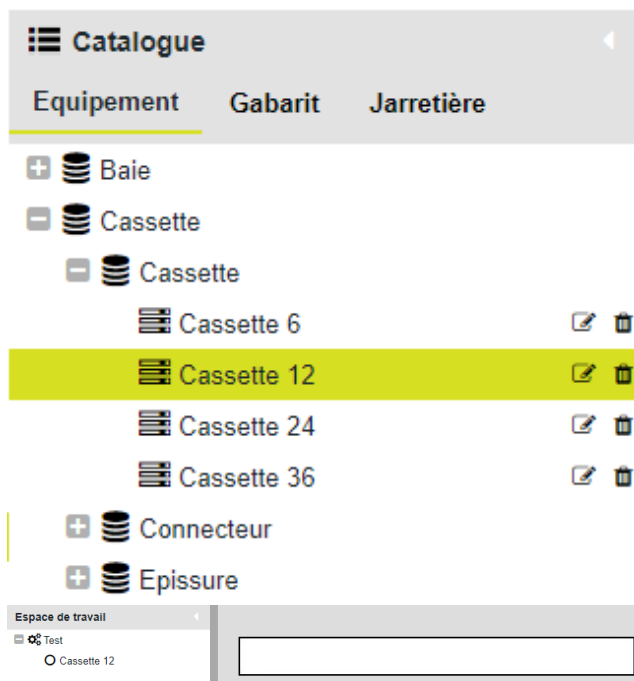 Catalogue
Equipement Gabarit Jarretière
Baie
Cassette
Cassette
Cassette 6
Cassette 12
Cassette 24
Cassette 36
Connecteur
Epissure
Espace de travail
Test
Cassette 12